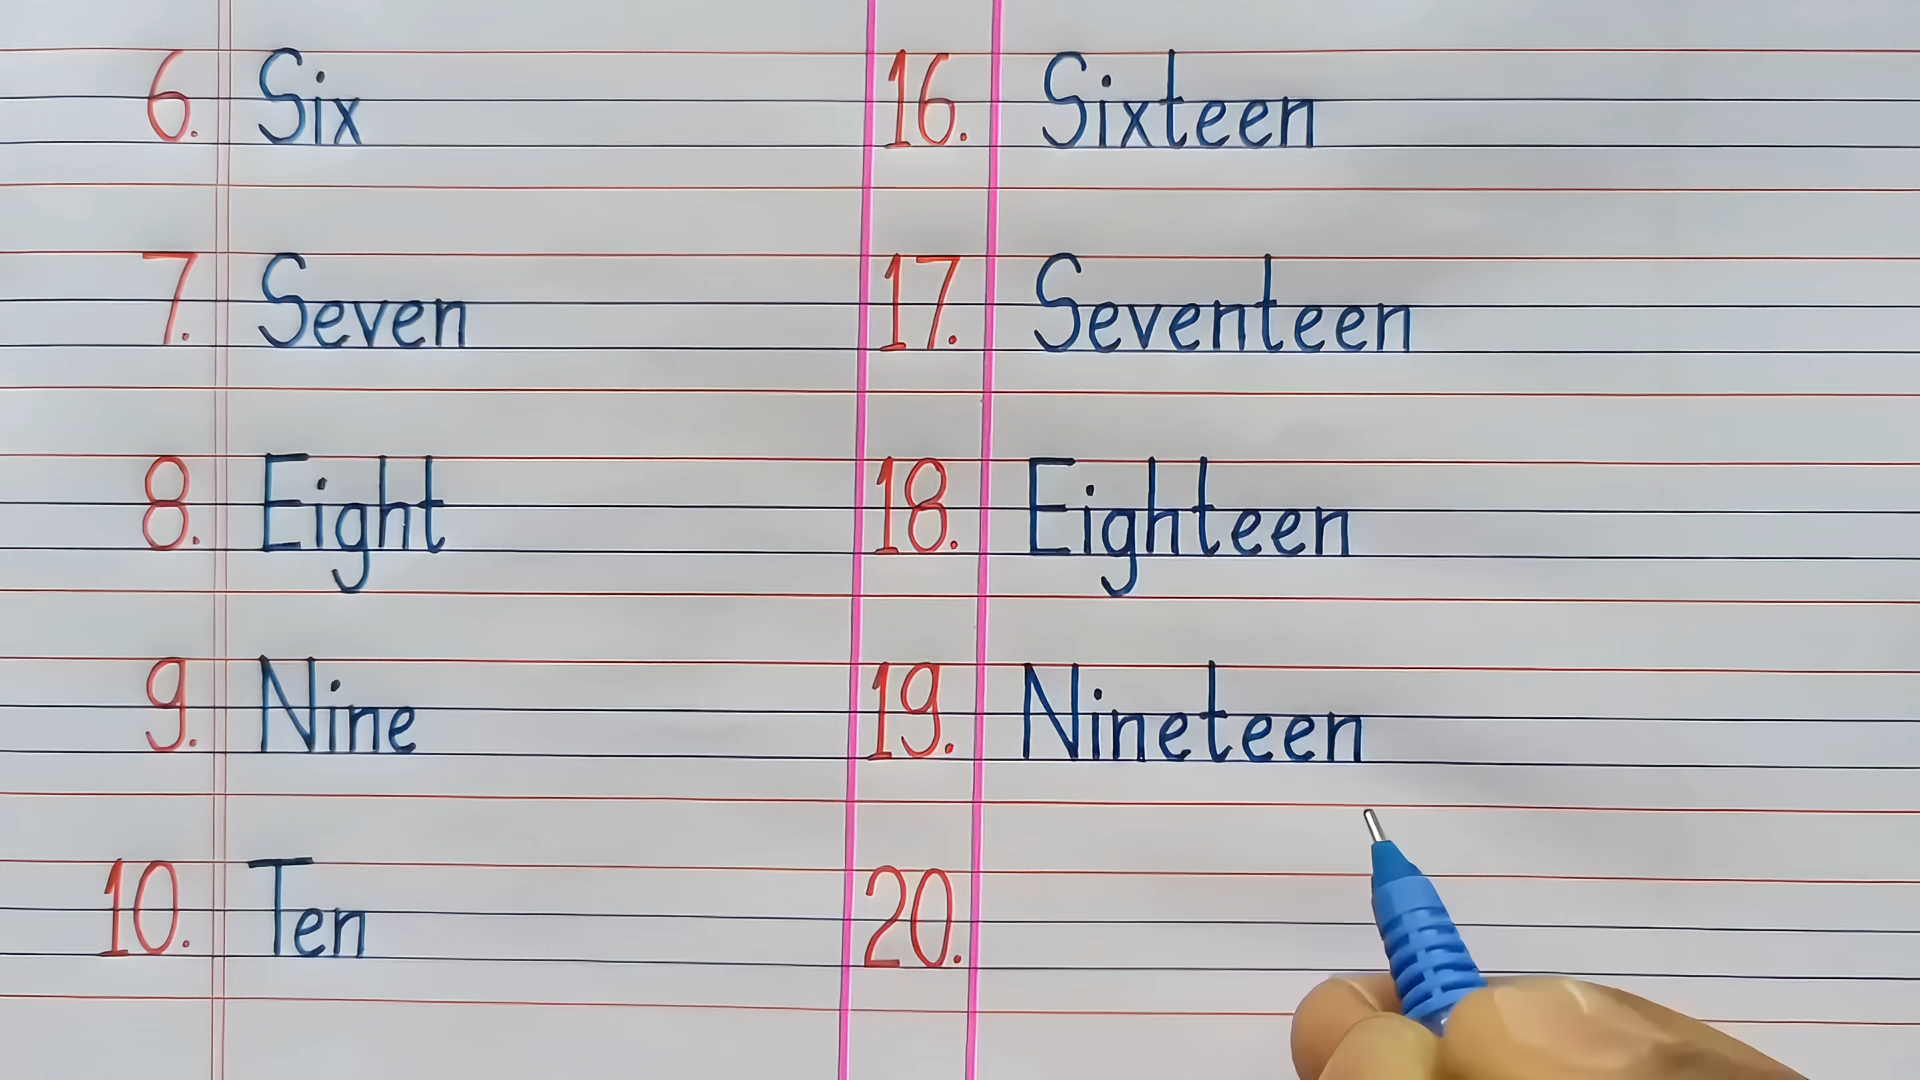 6. Six
7. Seven
8. Eight
9. Nine
10. Ten
16. Sixteen
17. Seventeen
18. Eighteen
19. Nineteen
20.